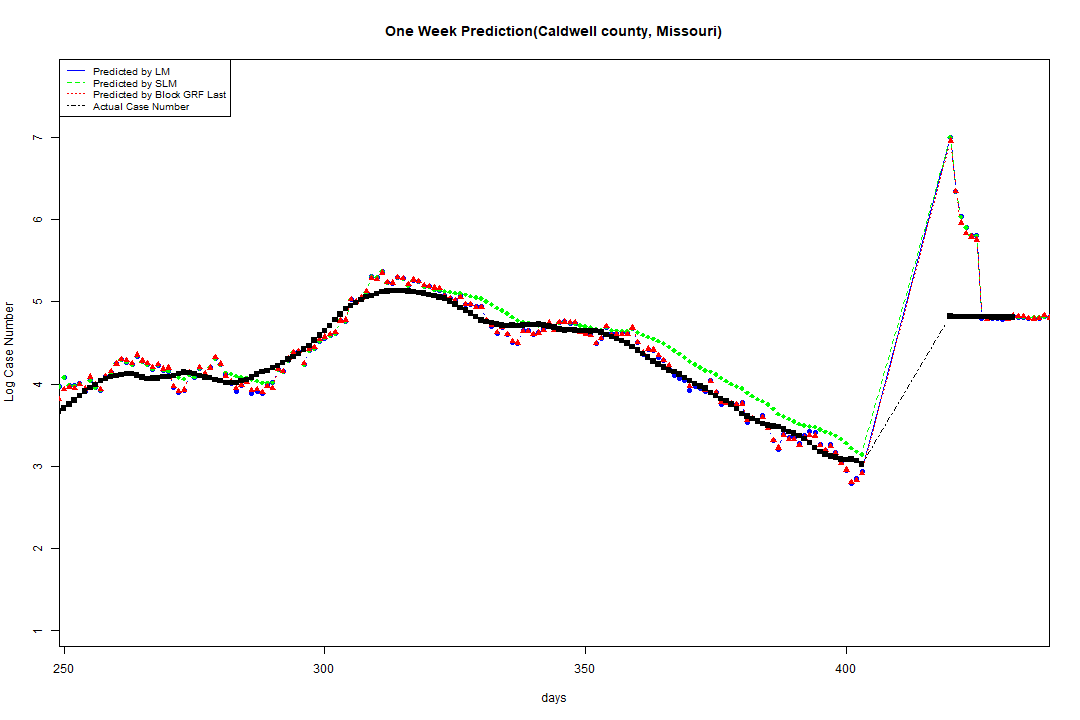 One Week Prediction(Caldwell county, Missouri)
Predicted by LM
Predicted by SLM
Predicted by Block GRF Last
Actual Case Number
7
6
5
4
3
2
1
Log Case Number
250
300
350
400
days